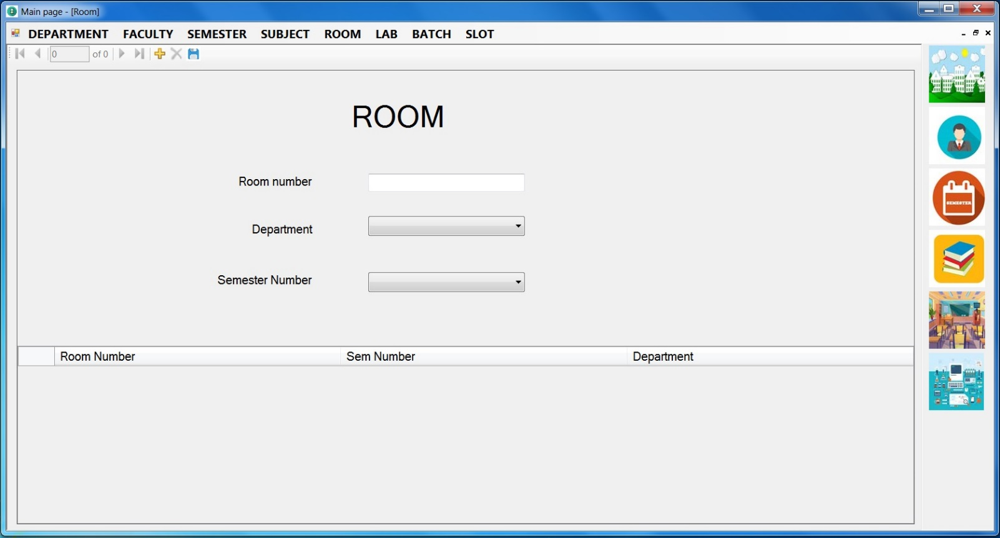 Main page - [Room]
DEPARTMENT FACULTY SEMESTER SUBJECT ROOM LAB BATCH SLOT
0 of 0
ROOM
Room number
Department
Semester Number
Room Number Sem Number Department
SEMESTER